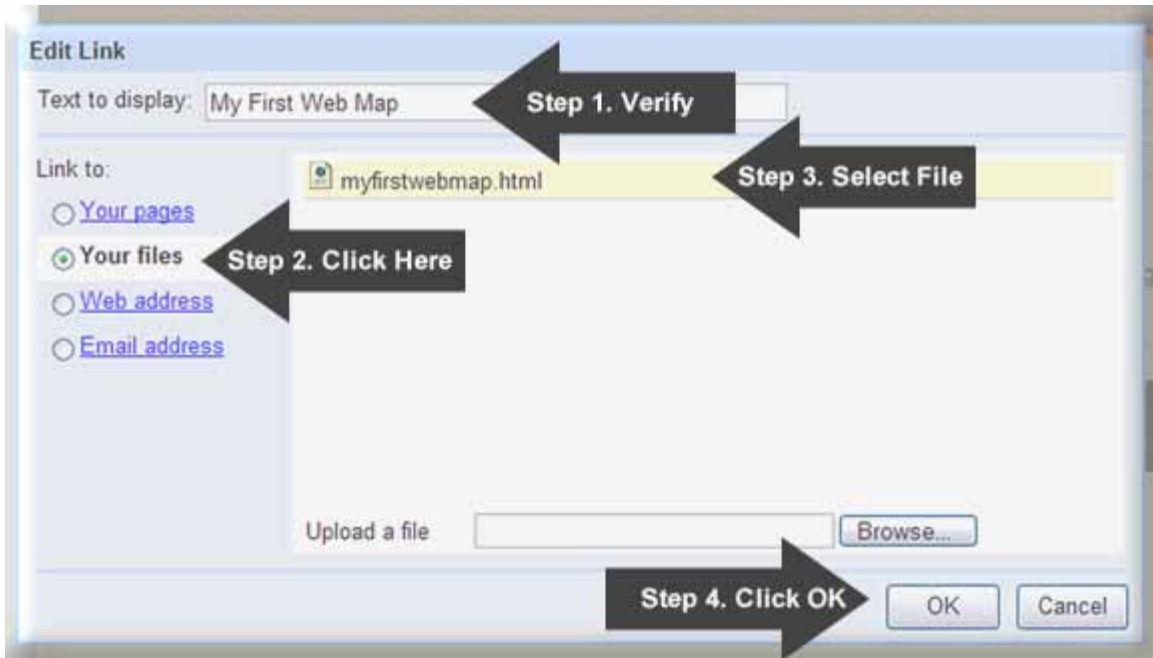 Edit Link
Text to display: My First Web Map
Step 1. Verify
Link to:
myfirstwebmap.html
Step 3. Select File
Your pages
Your files
Step 2. Click Here
Web address
Email address
Upload a file
Browse...
Step 4. Click OK
OK
Cancel